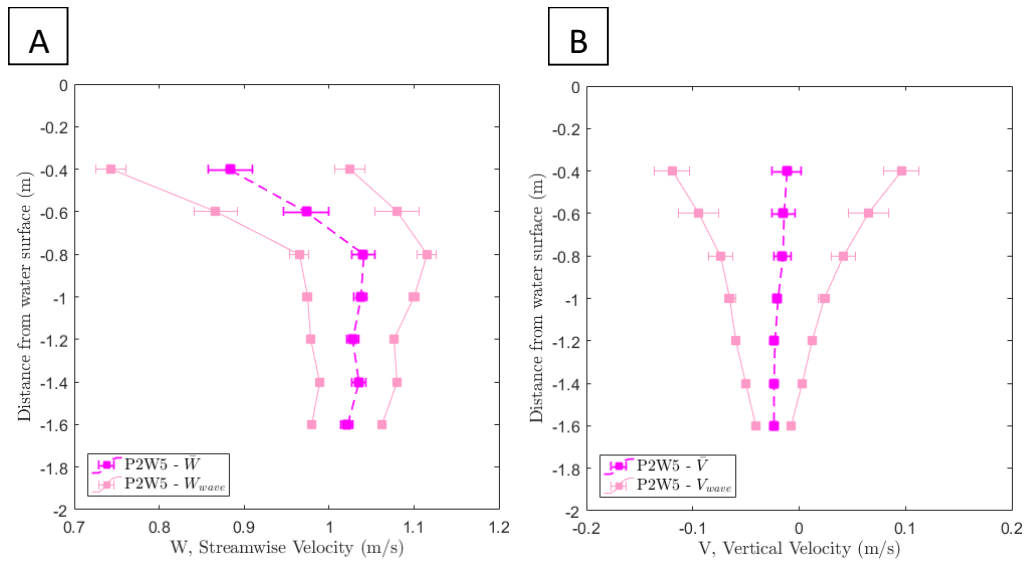 A
B
0
-0.2
-0.4
-0.6
-0.8
-1
-1.2
-1.4
-1.6
-1.8
-2
Distance from water surface (m)
P2W5 - W̄
P2W5 - W_wave
0.7 0.8 0.9 1 1.1 1.2
W, Streamwise Velocity (m/s)
0
-0.2
-0.4
-0.6
-0.8
-1
-1.2
-1.4
-1.6
-1.8
-2
Distance from water surface (m)
P2W5 - V̄
P2W5 - V_wave
-0.2 -0.1 0 0.1 0.2
V, Vertical Velocity (m/s)